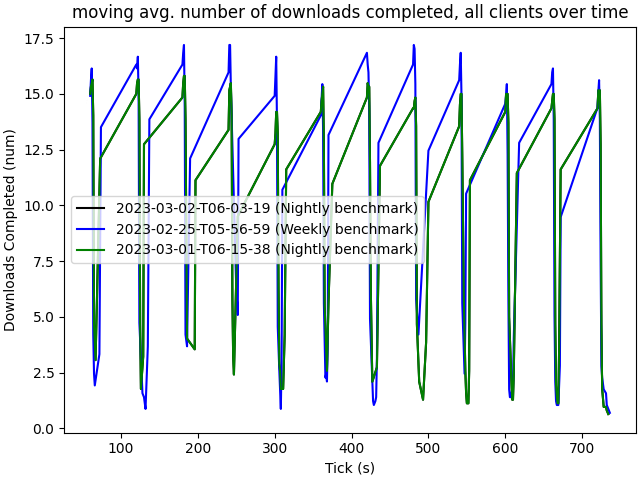 moving avg. number of downloads completed, all clients over time
17.5
15.0
12.5
10.0
7.5
5.0
2.5
0.0
Downloads Completed (num)
2023-03-02-T06-03-19 (Nightly benchmark)
2023-02-25-T05-56-59 (Weekly benchmark)
2023-03-01-T06-15-38 (Nightly benchmark)
100 200 300 400 500 600 700
Tick (s)